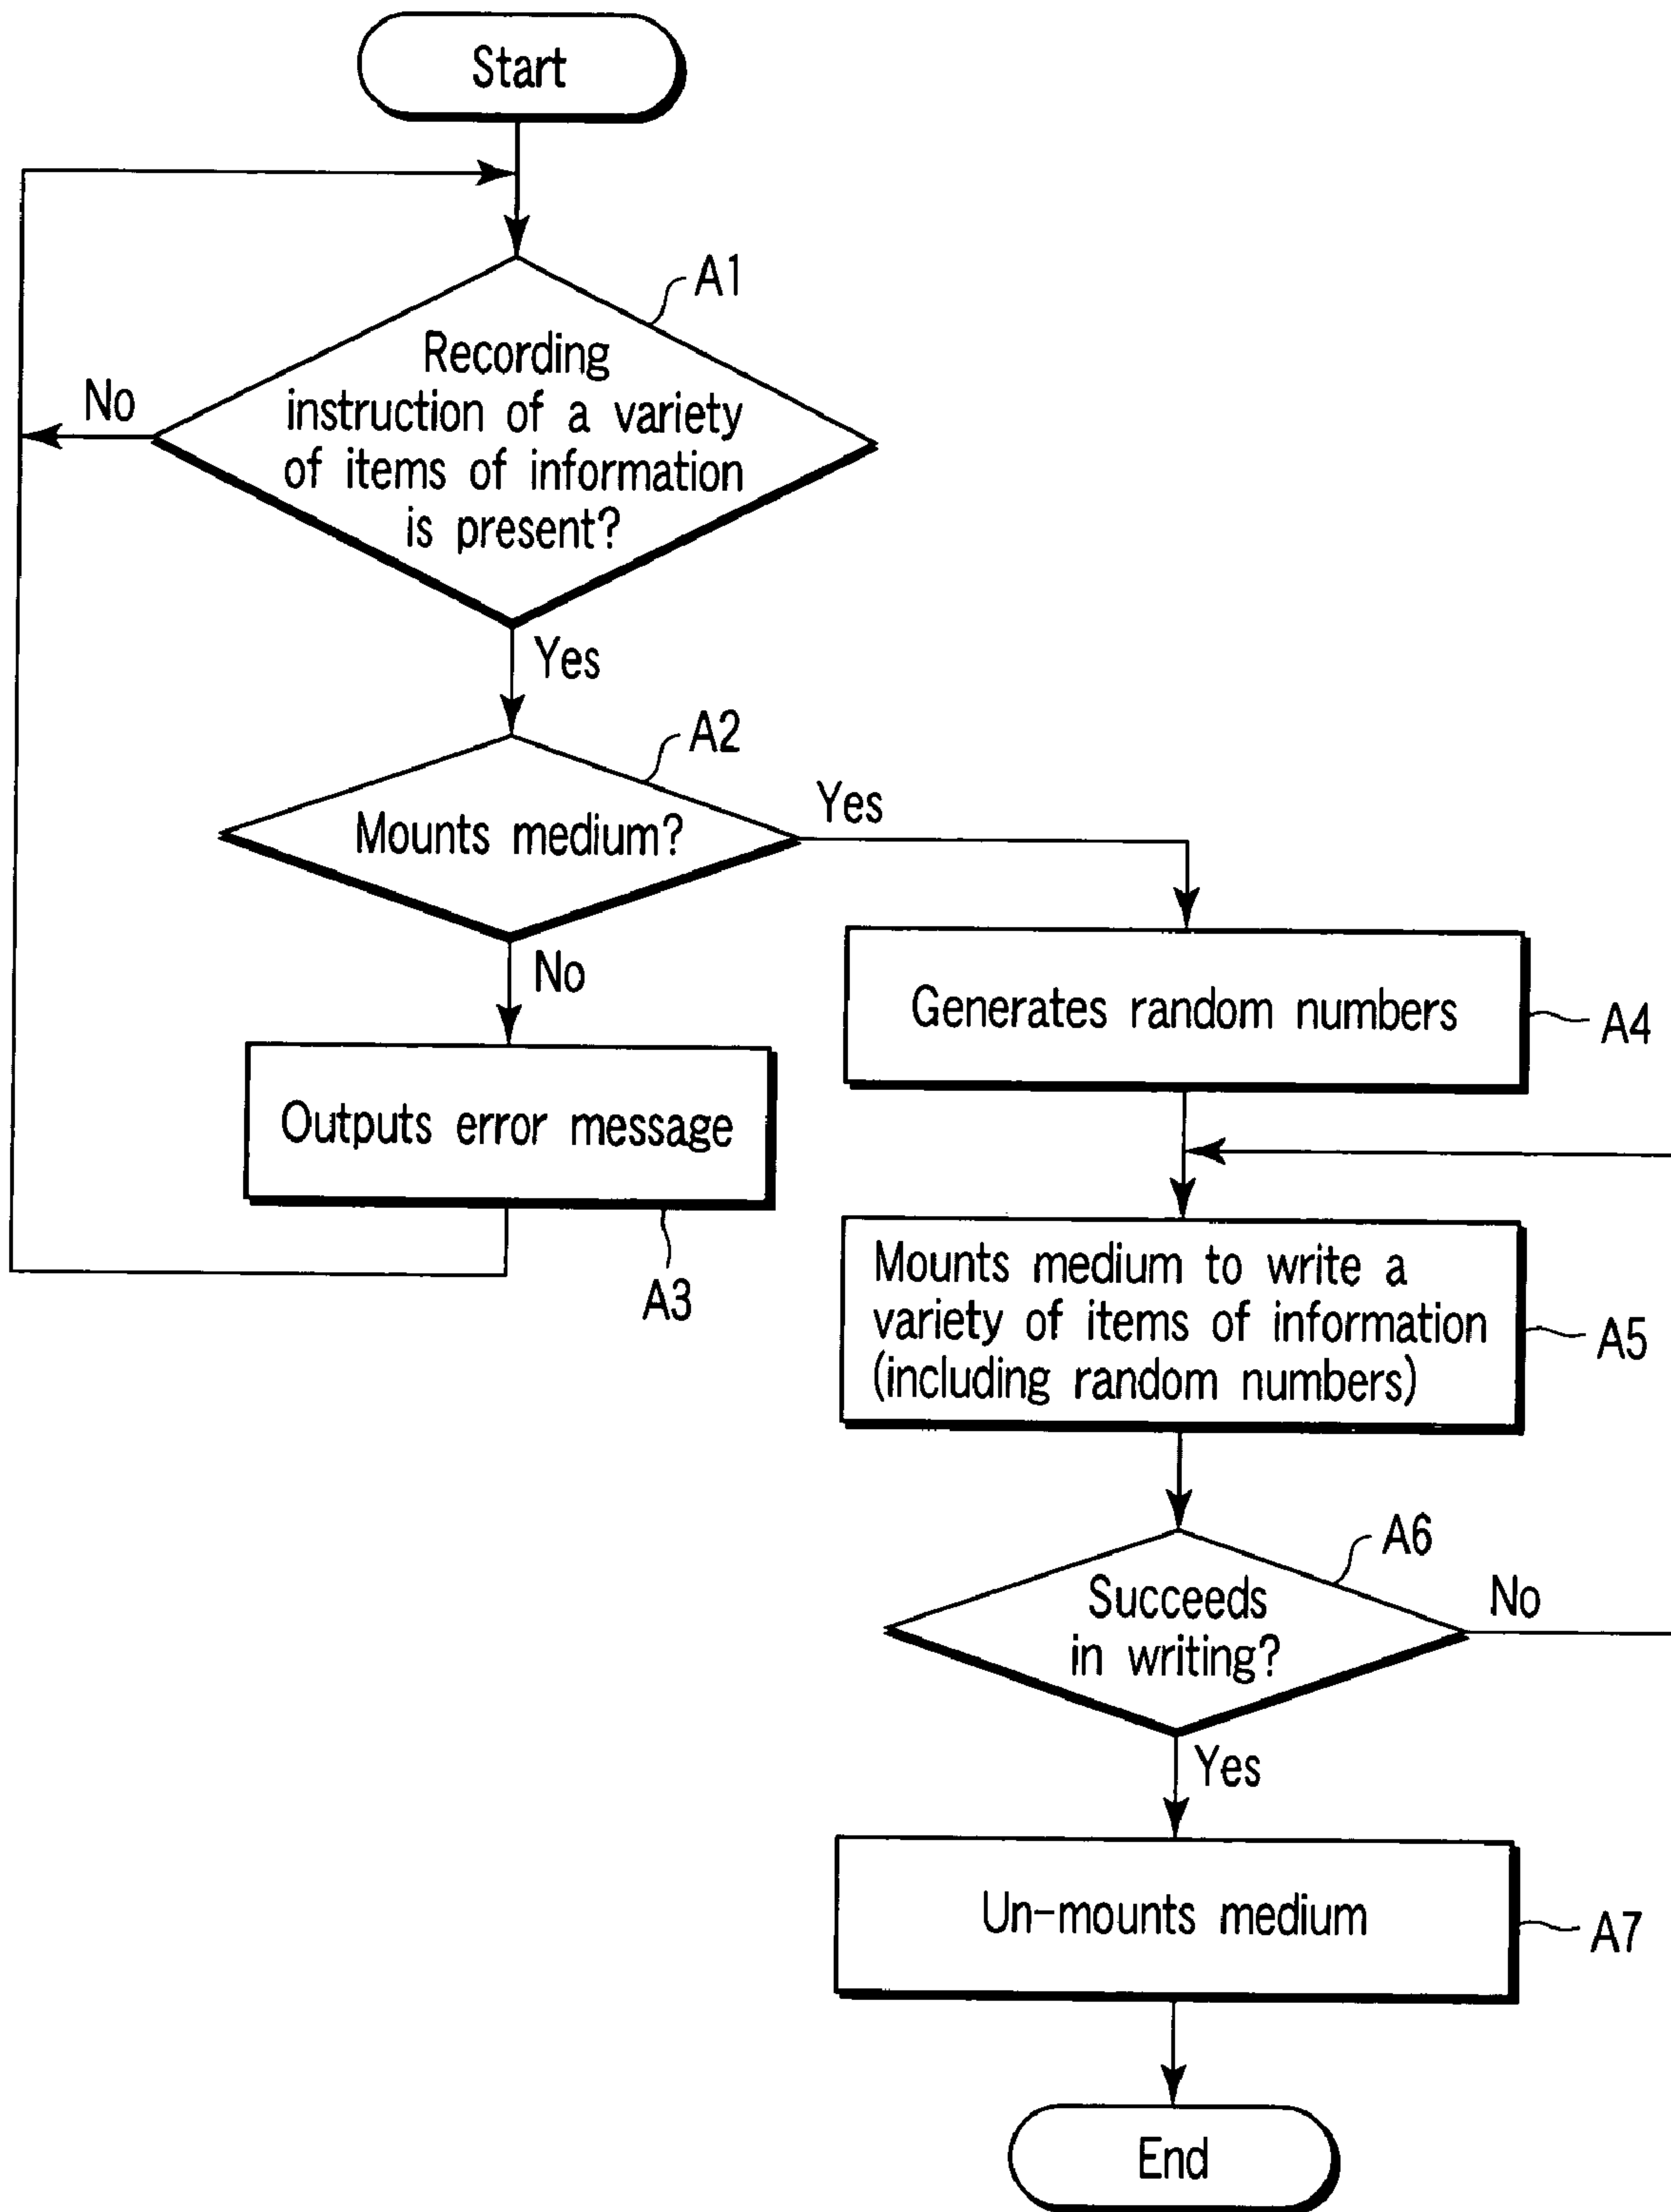 Start
A1
Recording
instruction of a variety
of items of information
is present?
No
Yes
A2
Mounts medium?
Yes
No
Outputs error message
A3
Generates random numbers
A4
Mounts medium to write a
variety of items of information
(including random numbers)
A5
A6
Succeeds
in writing?
No
Yes
Un-mounts medium
A7
End